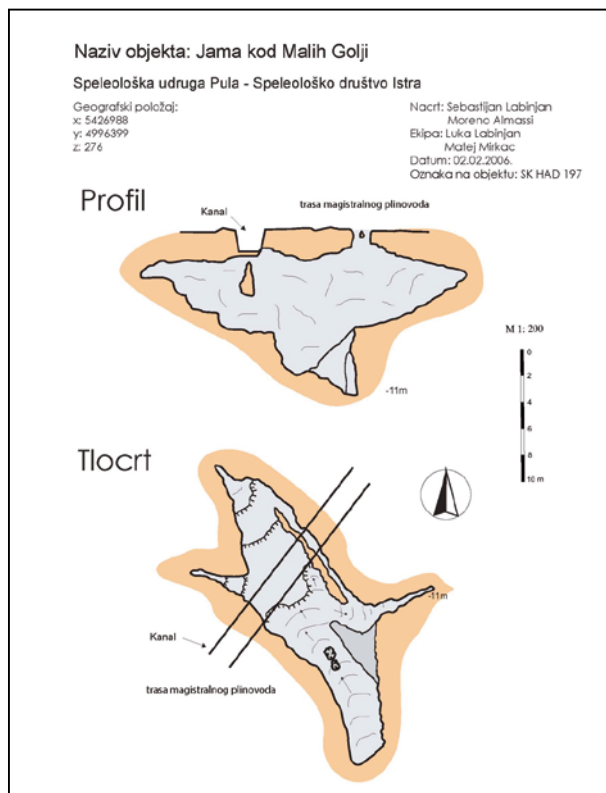 Naziv objekta: Jama kod Malih Golji
Speleološka udruga Pula - Speleološko društvo Istra
Geografski položaj:
x: 5426988
y: 4996399
z: 276
Nacrt: Sebastijan Labinjan
Moreno Almassi
Ekipa: Luka Labinjan
Matej Mirkac
Datum: 02.02.2006.
Oznaka na objektu: SK HAD 197
Profil
Kanal
trasa magistralnog plinovoda
-11m
M 1: 200
0
2
4
6
8
10 m
Tlocrt
-11m
Kanal
trasa magistralnog plinovoda